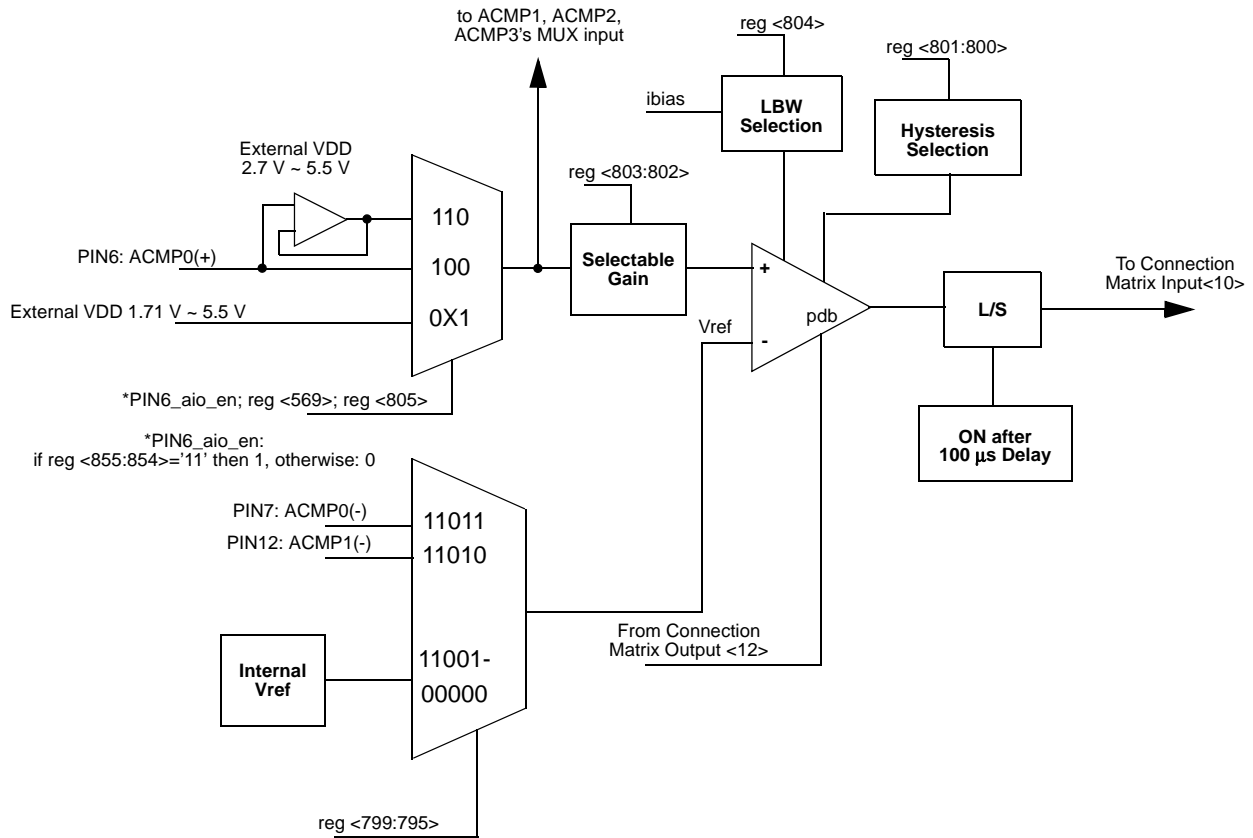 to ACMP1, ACMP2,
ACMP3's MUX input
reg <804>
reg <801:800>
ibias
LBW
Selection
Hysteresis
Selection
External VDD
2.7 V ~ 5.5 V
reg <803:802>
110
PIN6: ACMP0(+)
100
Selectable
Gain
+
To Connection
Matrix Input<10>
External VDD 1.71 V ~ 5.5 V
0X1
Vref
pdb
-
L/S
*PIN6_aio_en; reg <569>; reg <805>
*PIN6_aio_en:
if reg <855:854>='11' then 1, otherwise: 0
ON after
100 µs Delay
PIN7: ACMP0(-)
11011
PIN12: ACMP1(-)
11010
From Connection
Matrix Output <12>
Internal
Vref
11001-
00000
reg <799:795>